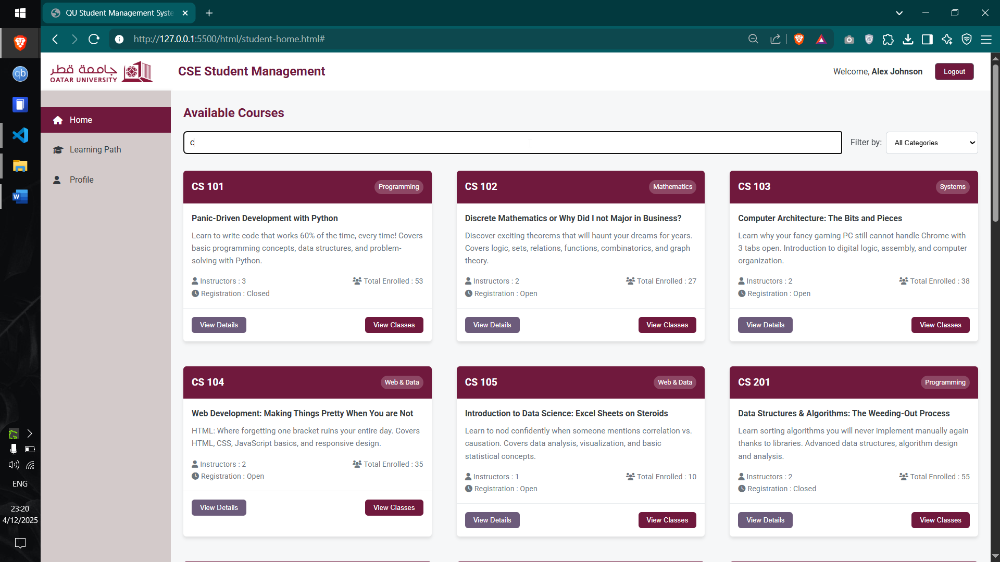 QU Student Management Syste
http://127.0.0.1:5500/html/student-home.html#
جامعة قطر
QATAR UNIVERSITY
CSE Student Management
Welcome, Alex Johnson
Logout
Home
Learning Path
Profile
Available Courses
c
Filter by:
All Categories
CS 101
Programming
Panic-Driven Development with Python
Learn to write code that works 60% of the time, every time! Covers
basic programming concepts, data structures, and problem-
solving with Python.
Instructors : 3
Total Enrolled : 53
Registration : Closed
View Details
View Classes
CS 102
Mathematics
Discrete Mathematics or Why Did I not Major in Business?
Discover exciting theorems that will haunt your dreams for years.
Covers logic, sets, relations, functions, combinatorics, and graph
theory.
Instructors : 2
Total Enrolled : 27
Registration : Open
View Details
View Classes
CS 103
Systems
Computer Architecture: The Bits and Pieces
Learn why your fancy gaming PC still cannot handle Chrome with
3 tabs open. Introduction to digital logic, assembly, and computer
organization.
Instructors : 2
Total Enrolled : 38
Registration : Open
View Details
View Classes
CS 104
Web & Data
Web Development: Making Things Pretty When You are Not
HTML: Where forgetting one bracket ruins your entire day. Covers
HTML, CSS, JavaScript basics, and responsive design.
Instructors : 2
Total Enrolled : 35
Registration : Open
View Details
View Classes
CS 105
Web & Data
Introduction to Data Science: Excel Sheets on Steroids
Learn to nod confidently when someone mentions correlation vs.
causation. Covers data analysis, visualization, and basic
statistical concepts.
Instructors : 1
Total Enrolled : 10
Registration : Open
View Details
View Classes
CS 201
Programming
Data Structures & Algorithms: The Weeding-Out Process
Learn sorting algorithms you will never implement manually again
thanks to libraries. Advanced data structures, algorithm design
and analysis.
Instructors : 2
Total Enrolled : 55
Registration : Closed
View Details
View Classes
qb
W
ENG
23:20
4/12/2025